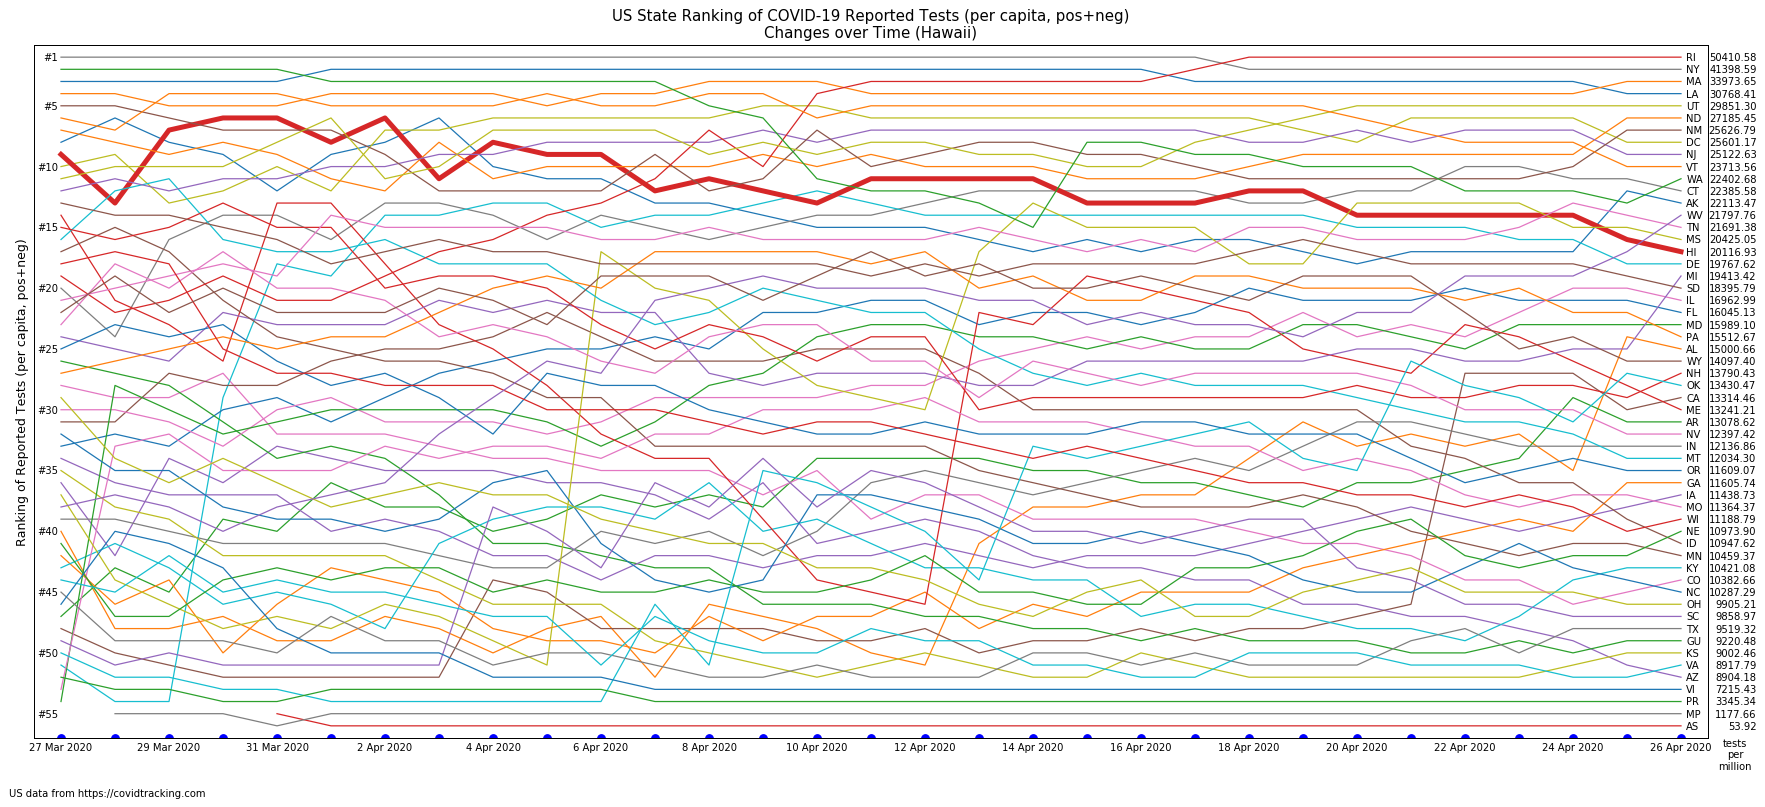 US State Ranking of COVID-19 Reported Tests (per capita, pos+neg)
Changes over Time (Hawaii)
Ranking of Reported Tests (per capita, pos+neg)
#1
#5
#10
#15
#20
#25
#30
#35
#40
#45
#50
#55
RI 50410.58
NY 41398.59
MA 33973.65
LA 30768.41
UT 29851.30
ND 27185.45
NM 25626.79
DC 25601.17
NJ 25122.63
VT 23713.56
WA 22402.68
CT 22385.58
AK 22113.47
WV 21797.76
TN 21691.38
MS 20425.05
HI 20116.93
DE 19767.62
MI 19413.42
SD 18395.79
IL 16962.99
FL 16045.13
MD 15989.10
PA 15512.67
AL 15000.66
WY 14097.40
NH 13790.43
OK 13430.47
CA 13314.46
ME 13241.21
AR 13078.62
NV 12397.42
IN 12136.86
MT 12034.30
OR 11609.07
GA 11605.74
IA 11438.73
MO 11364.37
WI 11188.79
NE 10973.90
ID 10947.62
MN 10459.37
KY 10421.08
CO 10382.66
NC 10287.29
OH 9905.21
SC 9858.97
TX 9519.32
GU 9220.48
KS 9002.46
VA 8917.79
AZ 8904.18
VI 7215.43
PR 3345.34
MP 1177.66
AS 53.92
27 Mar 2020 29 Mar 2020 31 Mar 2020 2 Apr 2020 4 Apr 2020 6 Apr 2020 8 Apr 2020 10 Apr 2020 12 Apr 2020 14 Apr 2020 16 Apr 2020 18 Apr 2020 20 Apr 2020 22 Apr 2020 24 Apr 2020 26 Apr 2020
tests
per
million
US data from https://covidtracking.com